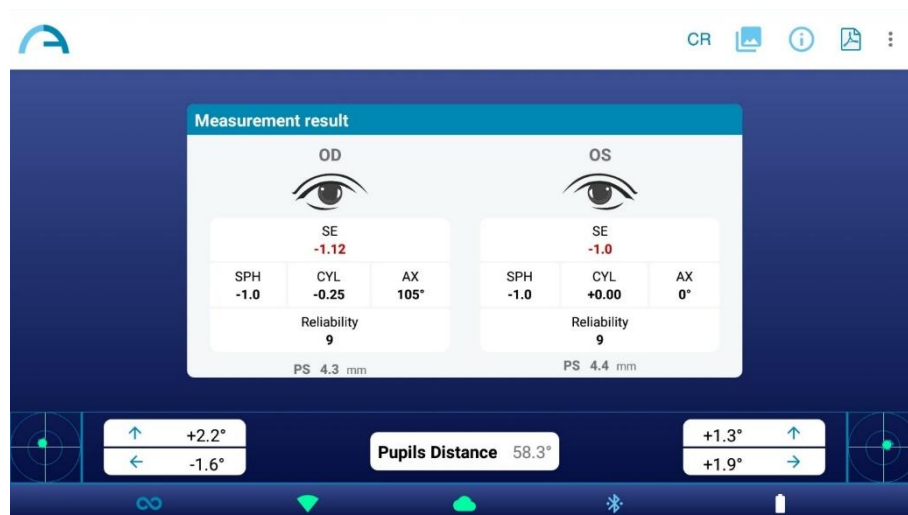 CR
Measurement result
OD OS
SE SE
-1.12 -1.0
SPH CYL AX SPH CYL AX
-1.0 -0.25 105° -1.0 +0.00 0°
Reliability Reliability
9 9
PS 4.3 mm PS 4.4 mm
+2.2° +1.3°
Pupils Distance 58.3°
-1.6° +1.9°